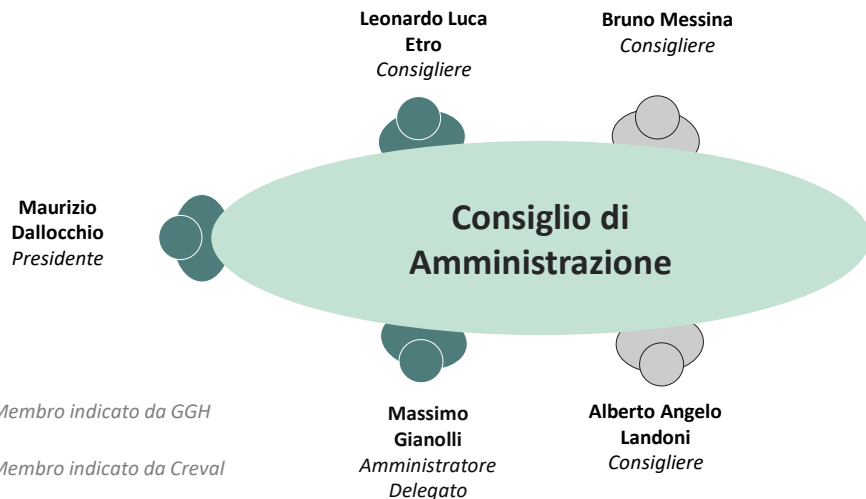 Leonardo Luca
Etro
Consigliere
Bruno Messina
Consigliere
Maurizio
Dallocchio
Presidente
Consiglio di
Amministrazione
Membro indicato da GGH
Membro indicato da Creval
Massimo
Gianolli
Amministratore
Delegato
Alberto Angelo
Landoni
Consigliere